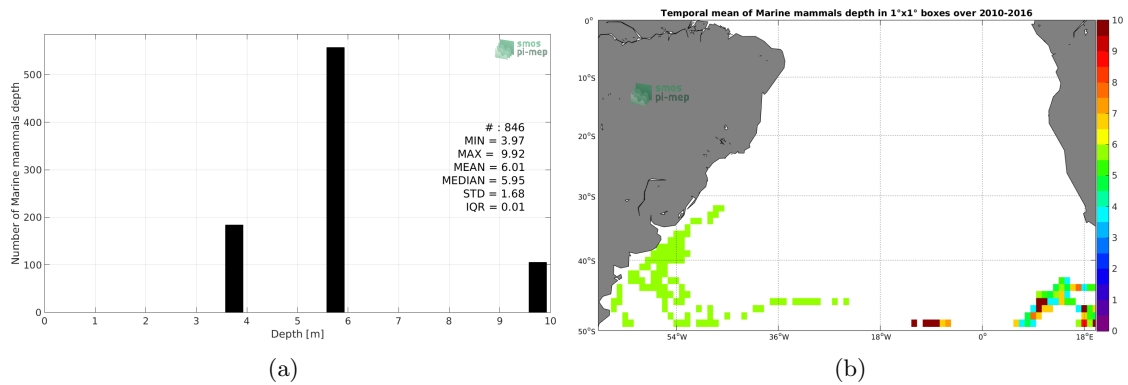 smos
pi-mep
Number of Marine mammals depth
500
400
300
200
100
0
# : 846
MIN = 3.97
MAX = 9.92
MEAN = 6.01
MEDIAN = 5.95
STD = 1.68
IQR = 0.01
0 1 2 3 4 5 6 7 8 9 10
Depth [m]
(a)
Temporal mean of Marine mammals depth in 1°x1° boxes over 2010-2016
smos
pi-mep
0°
10°S
20°S
30°S
40°S
50°S
54°W 36°W 18°W 0° 18°E
10
9
8
7
6
5
4
3
2
1
0
(b)